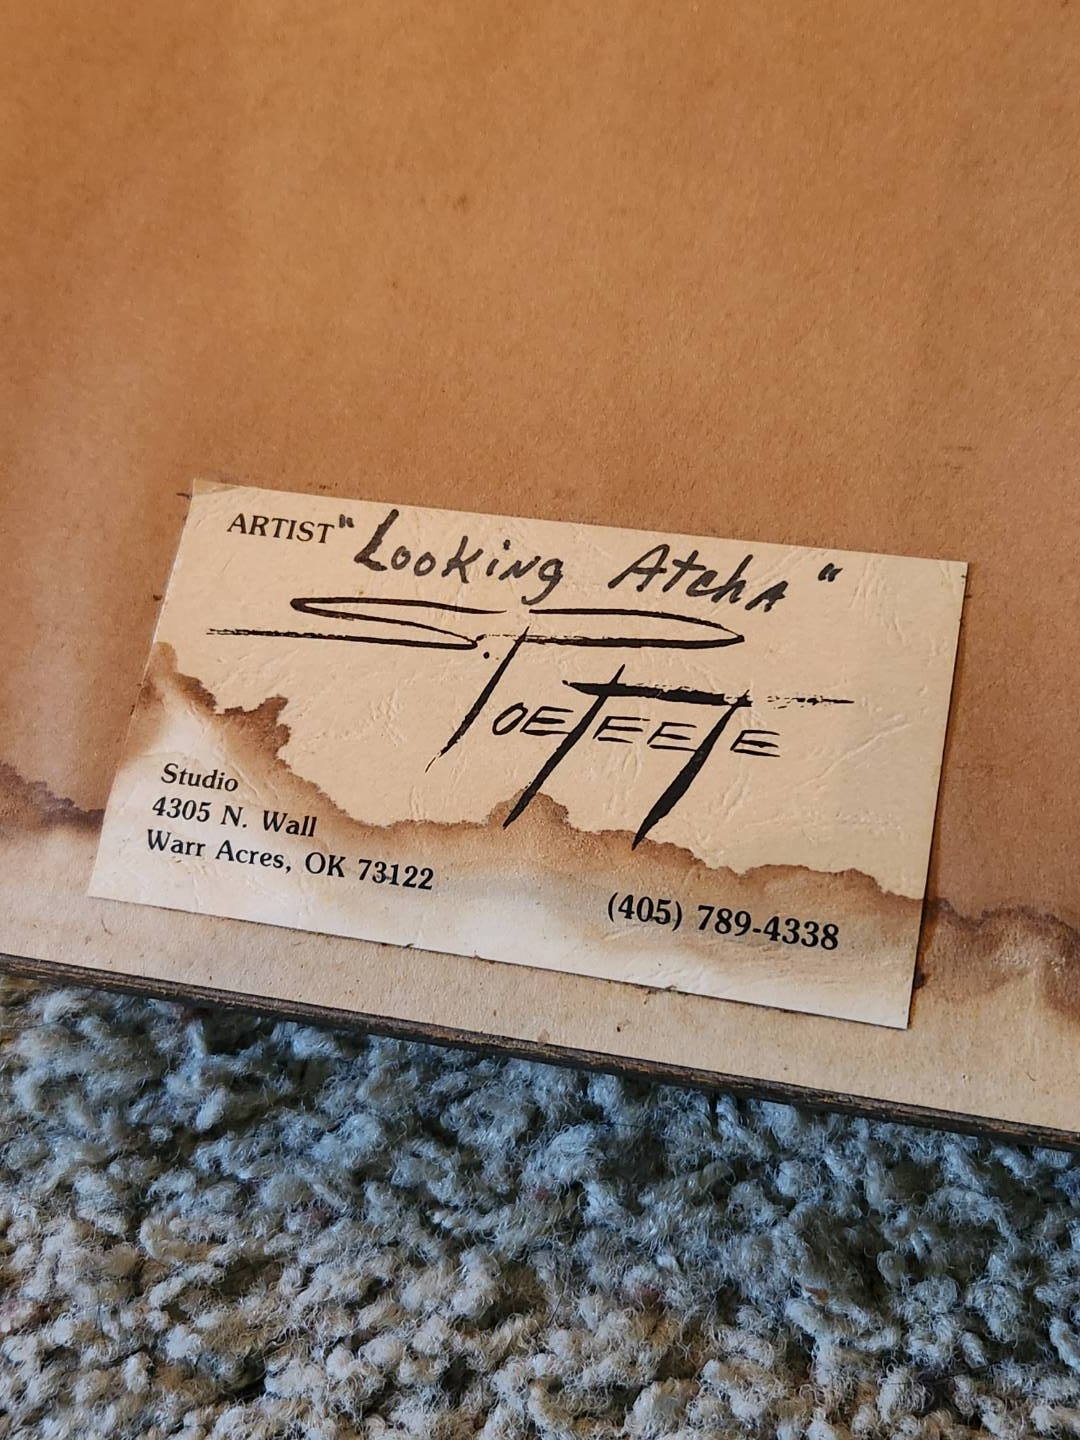 ARTIST "Looking Atcha"
S. POETEETE
Studio
4305 N. Wall
Warr Acres, OK 73122
(405) 789-4338